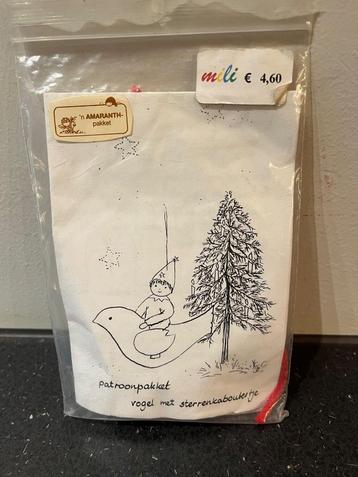 mili € 4,60
'n AMARANTH-
pakket
patroonpakket
vogel met sterrenkaboutertje